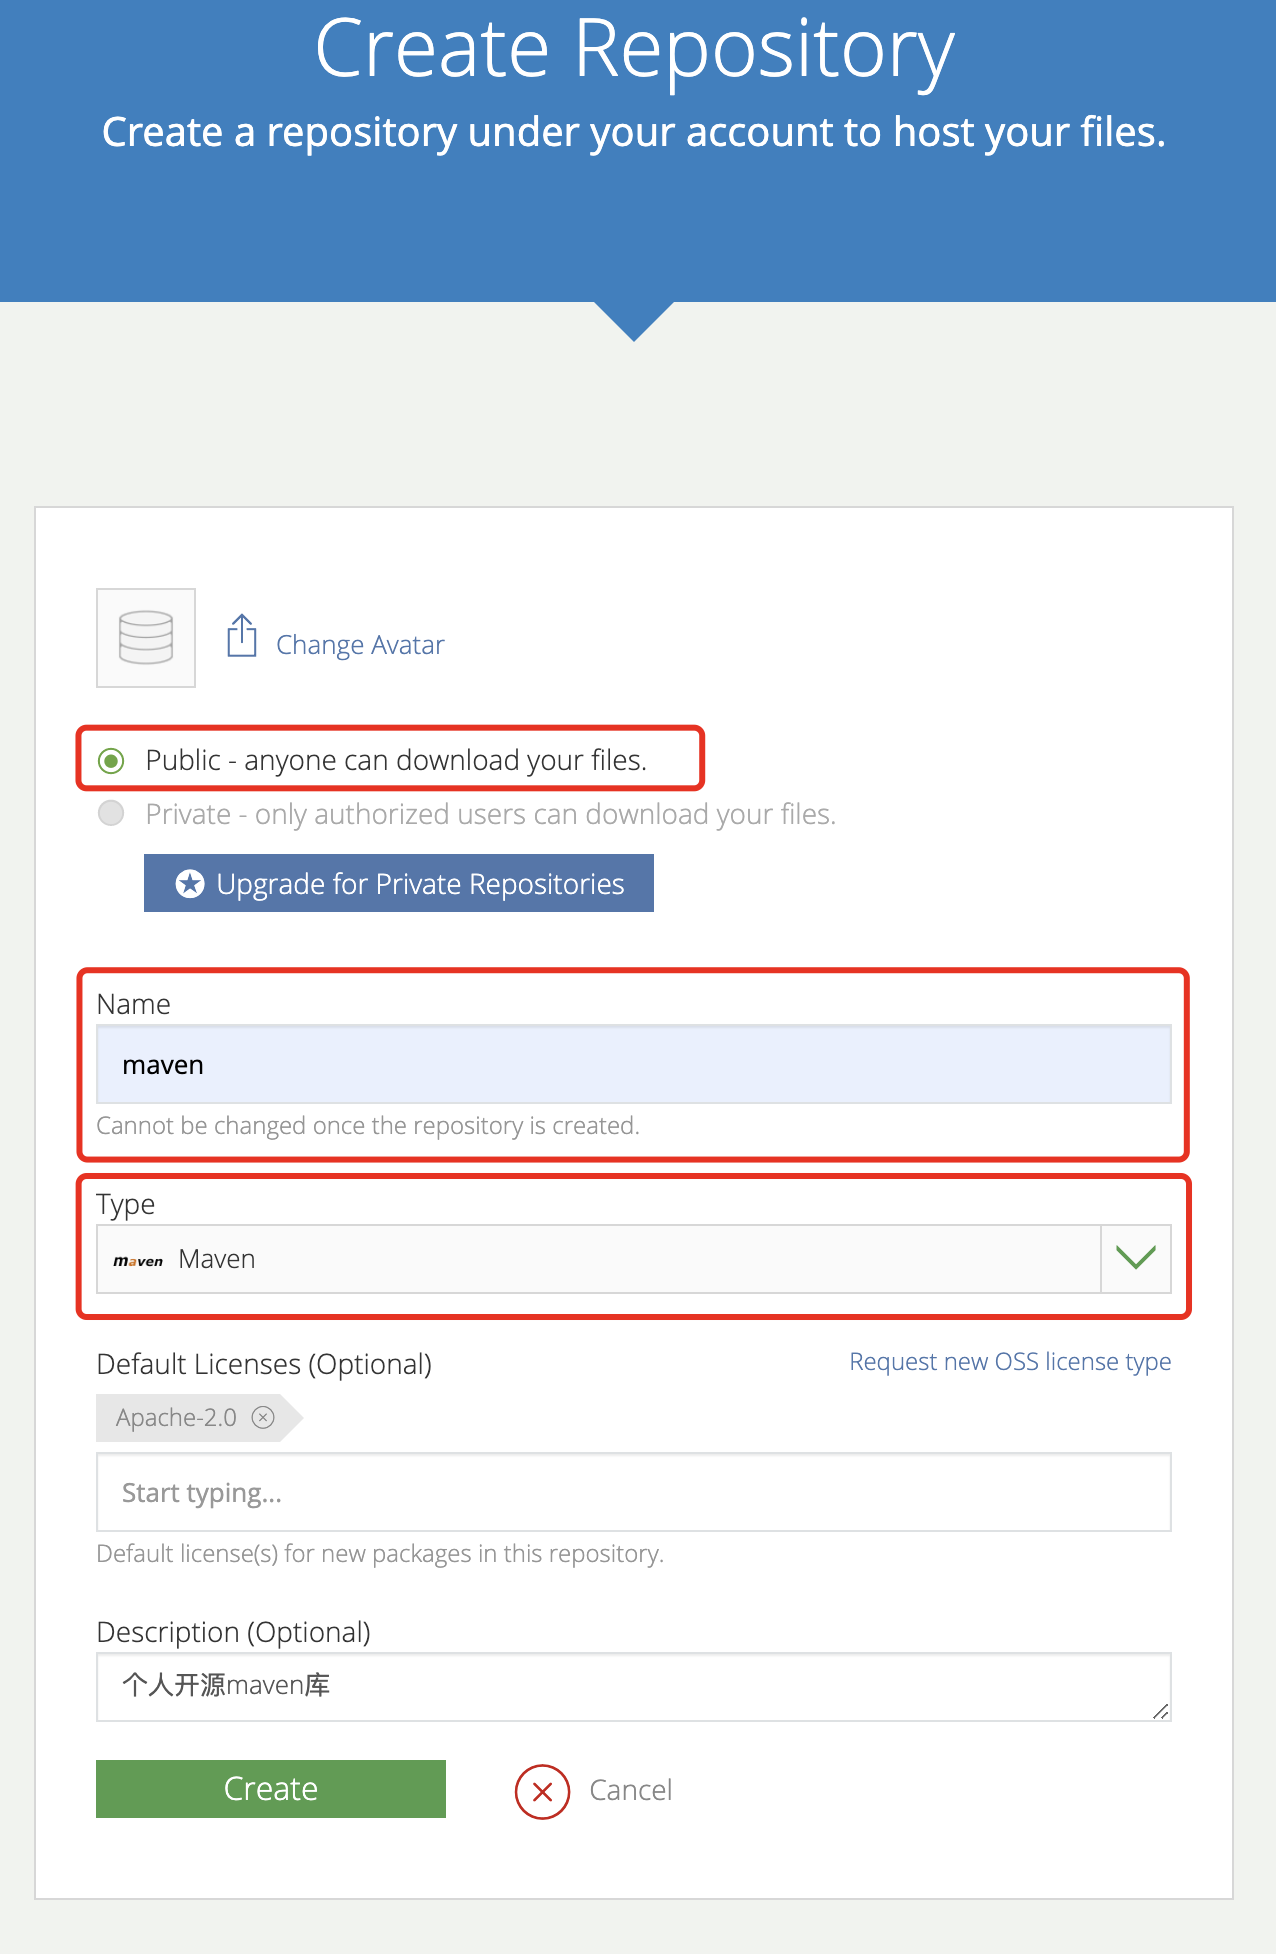 Create Repository
Create a repository under your account to host your files.
Change Avatar
Public - anyone can download your files.
Private - only authorized users can download your files.
Upgrade for Private Repositories
Name
maven
Cannot be changed once the repository is created.
Type
maven Maven
Default Licenses (Optional) Request new OSS license type
Apache-2.0
Start typing...
Default license(s) for new packages in this repository.
Description (Optional)
个人开源maven库
Create Cancel